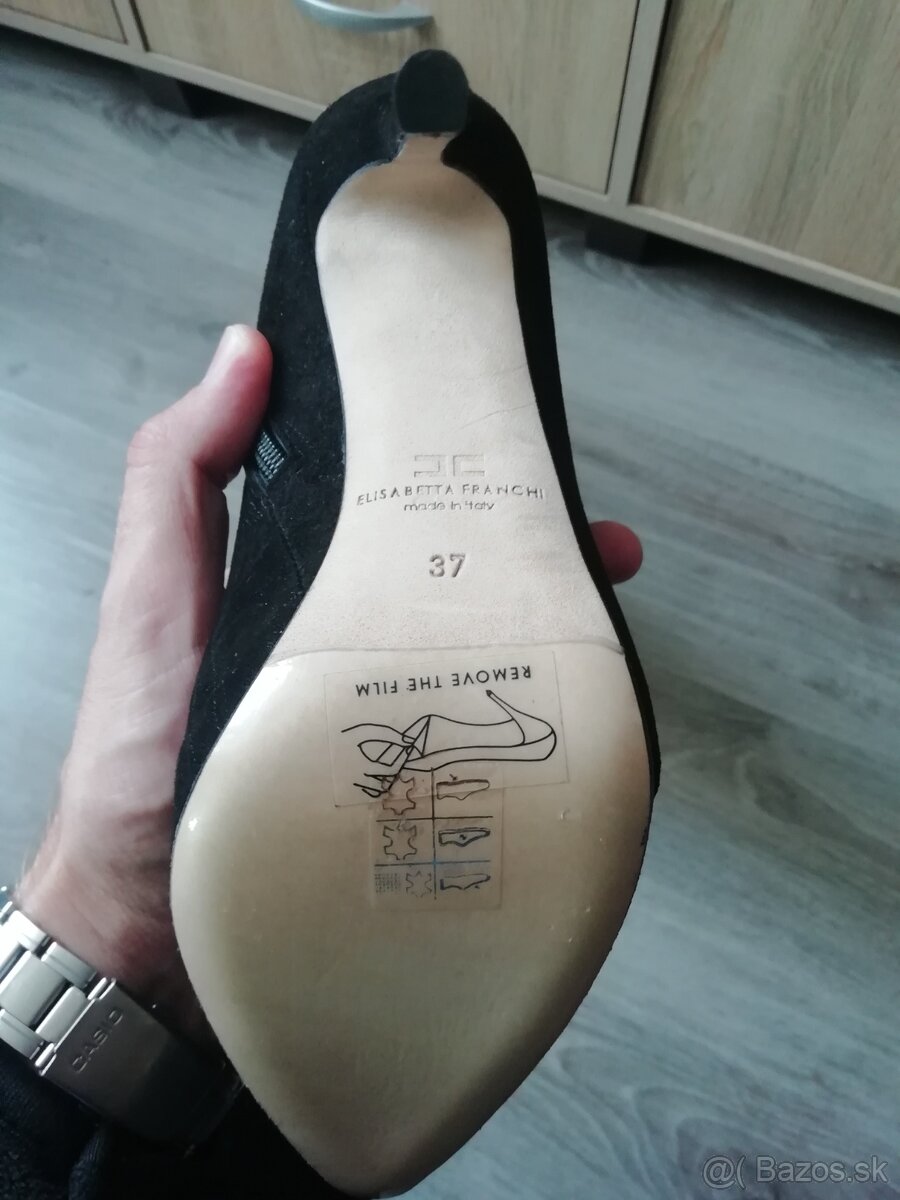 ELISABETTA FRANCHI
made in Italy
37
REMOVE THE FILM
CASIO
@( Bazos.sk